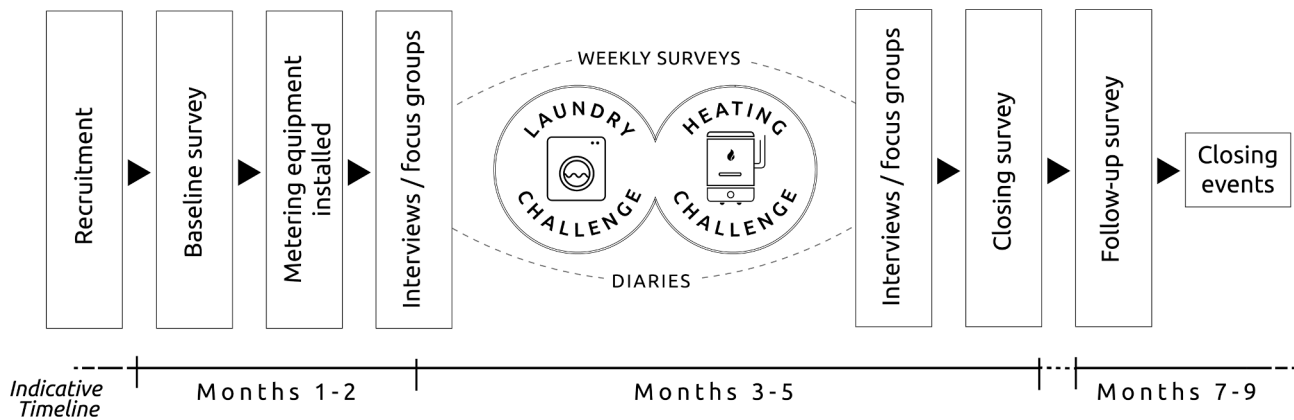 Recruitment
Baseline survey
Metering equipment
installed
Interviews / focus groups
WEEKLY SURVEYS
LAUNDRY
CHALLENGE
HEATING
CHALLENGE
DIARIES
Interviews / focus groups
Closing survey
Follow-up survey
Closing
events
Indicative
Timeline
Months 1-2
Months 3-5
Months 7-9